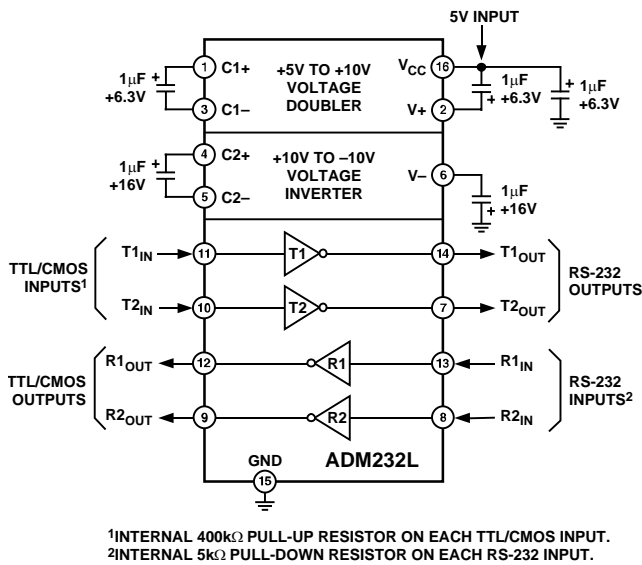 5V INPUT
1μF
+6.3V
+
1
C1+
3
C1–
+5V TO +10V
VOLTAGE
DOUBLER
VCC
16
V+
2
1μF
+6.3V
+
1μF
+6.3V
+
1μF
+16V
+
4
C2+
5
C2–
+10V TO –10V
VOLTAGE
INVERTER
V–
6
1μF
+16V
+
TTL/CMOS
INPUTS1
T1IN
11
T1
14
T1OUT
T2IN
10
T2
7
T2OUT
RS-232
OUTPUTS
TTL/CMOS
OUTPUTS
R1OUT
12
R1
13
R1IN
R2OUT
9
R2
8
R2IN
RS-232
INPUTS2
GND
15
ADM232L
1INTERNAL 400kΩ PULL-UP RESISTOR ON EACH TTL/CMOS INPUT.
2INTERNAL 5kΩ PULL-DOWN RESISTOR ON EACH RS-232 INPUT.